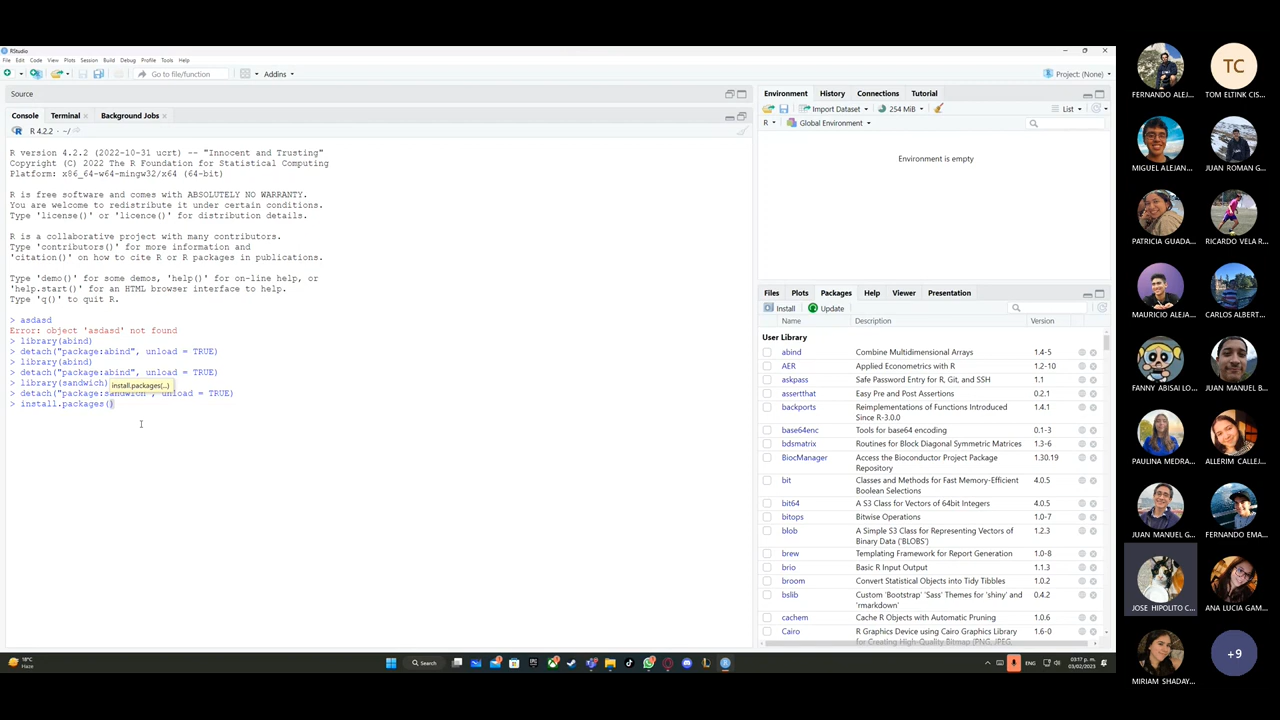 RStudio
File Edit Code View Plots Session Build Debug Profile Tools Help
Go to file/function Addins Project: (None)
Source
Console Terminal Background Jobs
R 4.2.2 · ~/
R version 4.2.2 (2022-10-31 ucrt) -- "Innocent and Trusting"
Copyright (C) 2022 The R Foundation for Statistical Computing
Platform: x86_64-w64-mingw32/x64 (64-bit)
R is free software and comes with ABSOLUTELY NO WARRANTY.
You are welcome to redistribute it under certain conditions.
Type 'license()' or 'licence()' for distribution details.
R is a collaborative project with many contributors.
Type 'contributors()' for more information and
'citation()' on how to cite R or R packages in publications.
Type 'demo()' for some demos, 'help()' for on-line help, or
'help.start()' for an HTML browser interface to help.
Type 'q()' to quit R.
> asdasd
Error: object 'asdasd' not found
> library(abind)
> detach("package:abind", unload = TRUE)
> library(abind)
> detach("package:abind", unload = TRUE)
> library(sandwich)
install.packages(...)
> detach("package:sandwich", unload = TRUE)
> install.packages()
Environment History Connections Tutorial
Import Dataset 254 MiB List
R Global Environment
Environment is empty
Files Plots Packages Help Viewer Presentation
Install Update
Name Description Version
User Library
abind Combine Multidimensional Arrays 1.4-5
AER Applied Econometrics with R 1.2-10
askpass Safe Password Entry for R, Git, and SSH 1.1
assertthat Easy Pre and Post Assertions 0.2.1
backports Reimplementations of Functions Introduced 1.4.1
Since R-3.0.0
base64enc Tools for base64 encoding 0.1-3
bdsmatrix Routines for Block Diagonal Symmetric Matrices 1.3-6
BiocManager Access the Bioconductor Project Package 1.30.19
Repository
bit Classes and Methods for Fast Memory-Efficient 4.0.5
Boolean Selections
bit64 A S3 Class for Vectors of 64bit Integers 4.0.5
bitops Bitwise Operations 1.0-7
blob A Simple S3 Class for Representing Vectors of 1.2.3
Binary Data ('BLOBS')
brew Templating Framework for Report Generation 1.0-8
brio Basic R Input Output 1.1.3
broom Convert Statistical Objects into Tidy Tibbles 1.0.2
bslib Custom 'Bootstrap' 'Sass' Themes for 'shiny' and 0.4.2
'rmarkdown'
cachem Cache R Objects with Automatic Pruning 1.0.6
Cairo R Graphics Device using Cairo Graphics Library 1.6-0
for Creating High-Quality Bitmap (PNG, JPEG,
18°C
Haze
Search
ENG
03:17 p. m.
03/02/2023
TC
FERNANDO ALEJ... TOM ELTINK CIS...
MIGUEL ALEJAN... JUAN ROMAN G...
PATRICIA GUADA... RICARDO VELA R...
MAURICIO ALEJA... CARLOS ALBERT...
FANNY ABISAI LO... JUAN MANUEL B...
PAULINA MEDRA... ALLERIM CALLEJ...
JUAN MANUEL G... FERNANDO EMA...
JOSE HIPOLITO C... ANA LUCIA GAM...
+9
MIRIAM SHADAY...